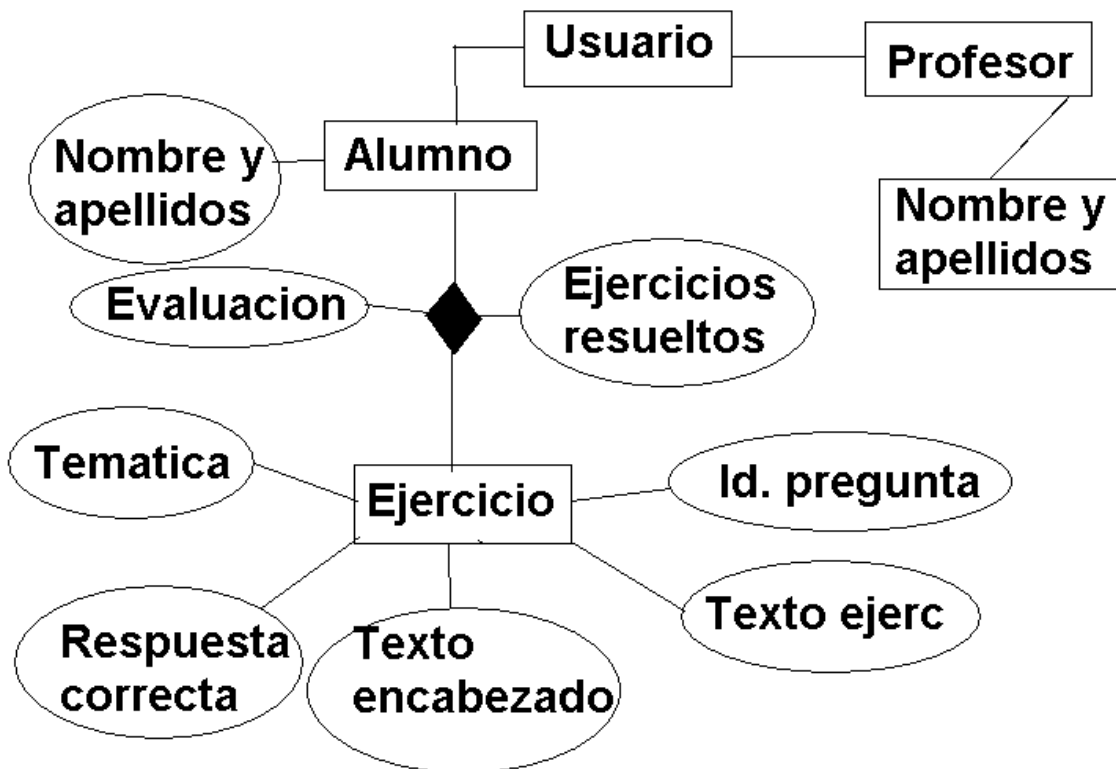 Usuario
Profesor
Nombre y
apellidos
Alumno
Nombre y
apellidos
Evaluacion
Ejercicios
resueltos
Tematica
Ejercicio
Id. pregunta
Respuesta
correcta
Texto
encabezado
Texto ejerc